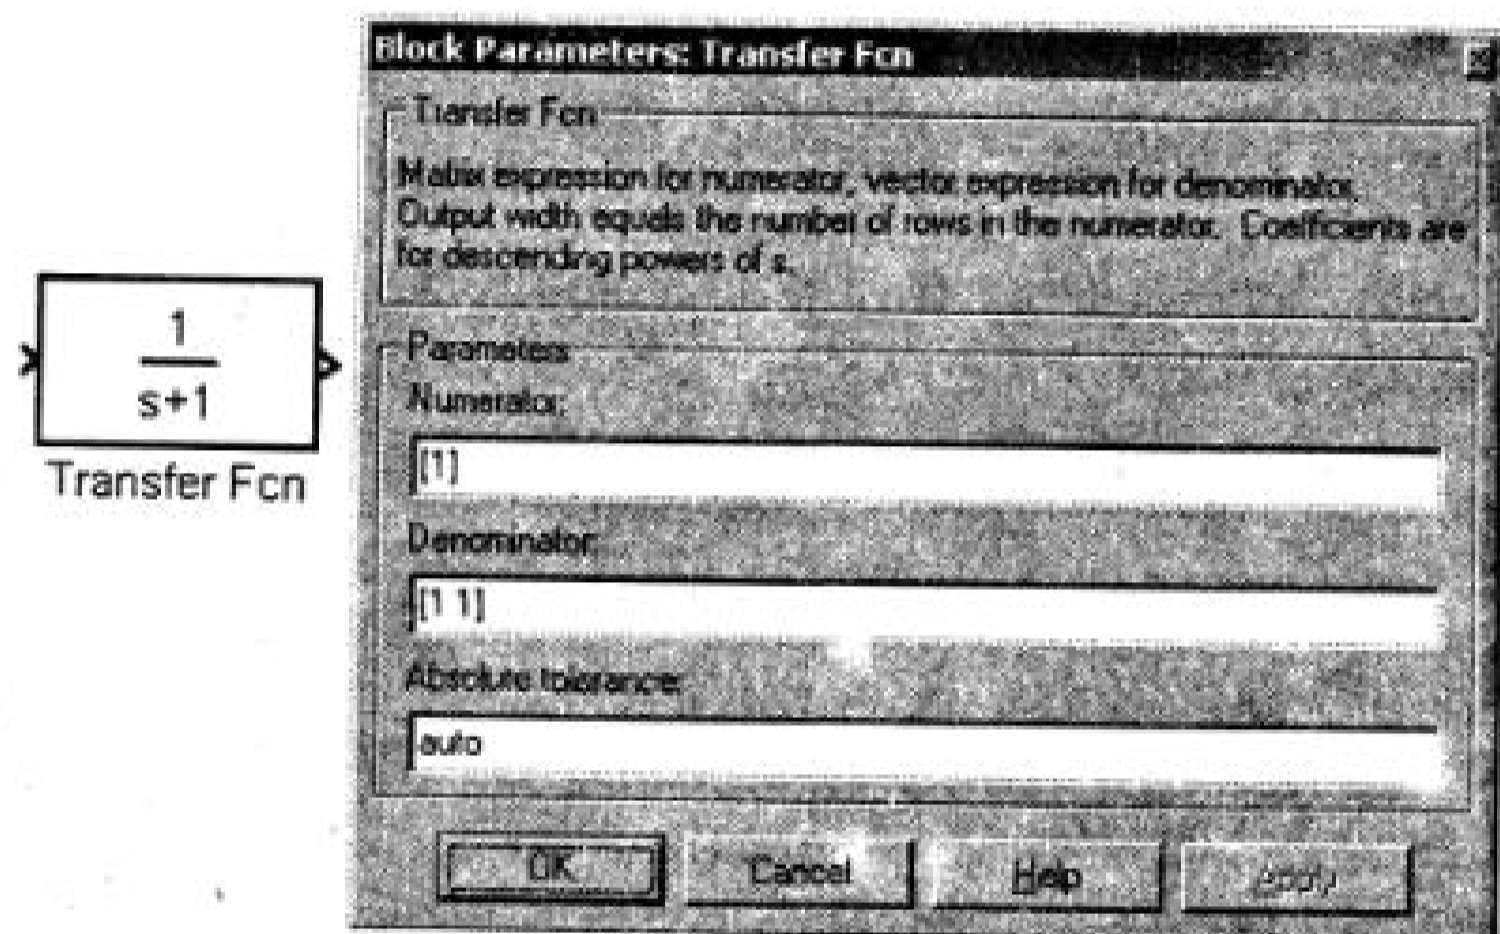 Block Parameters: Transfer Fcn
Transfer Fcn
Matrix expression for numerator, vector expression for denominator.
Output width equals the number of rows in the numerator. Coefficients are
for descending powers of s.
1
s+1
Transfer Fcn
Parameters
Numerator:
[1]
Denominator:
[1 1]
Absolute tolerance:
auto
OK
Cancel
Help
Apply